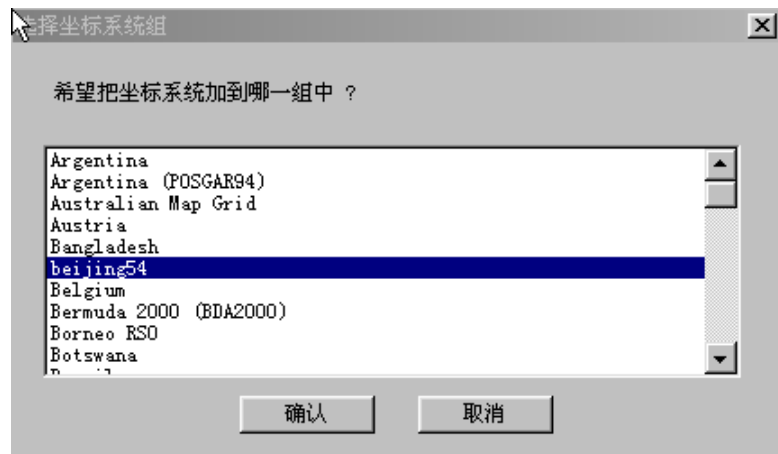 选择坐标系统组
希望把坐标系统加到哪一组中 ?
Argentina
Argentina (POSGAR94)
Australian Map Grid
Austria
Bangladesh
beijing54
Belgium
Bermuda 2000 (BDA2000)
Borneo RSO
Botswana
确认 取消